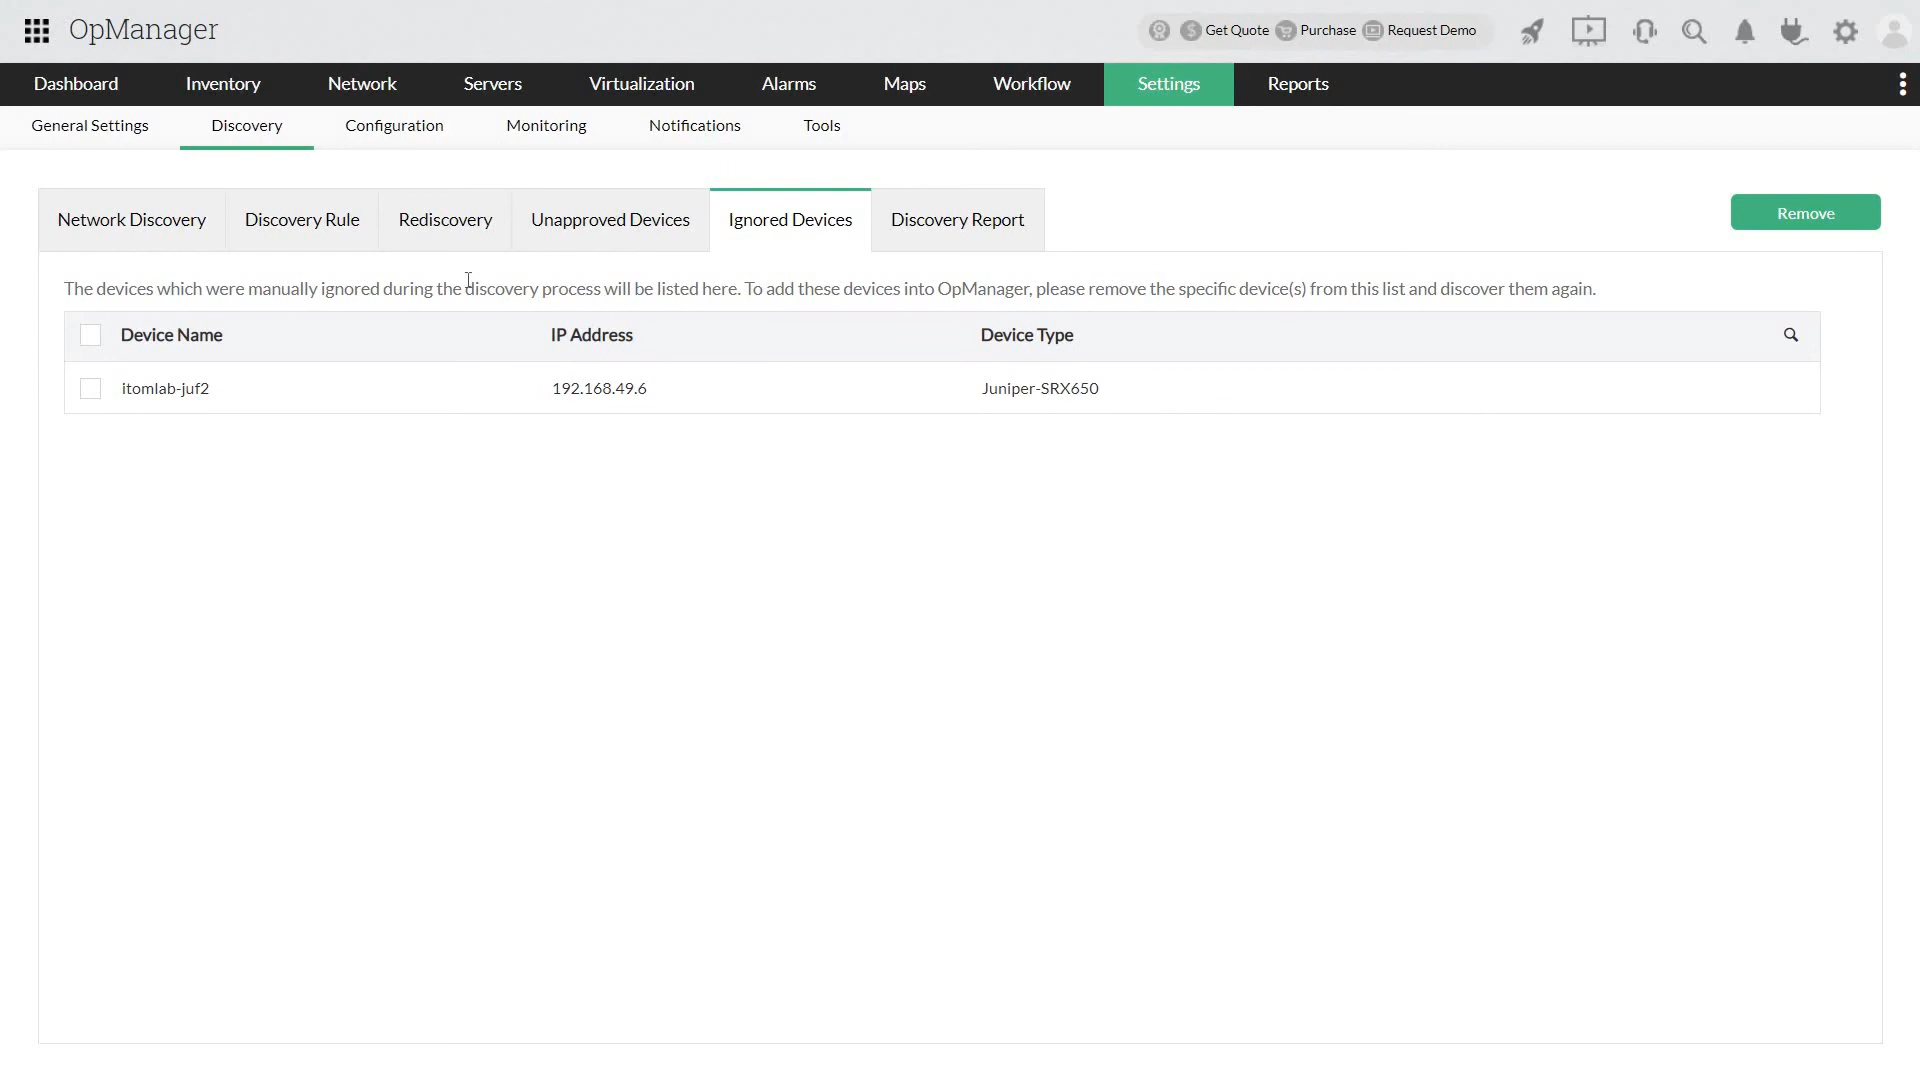 OpManager
Get Quote Purchase Request Demo
Dashboard Inventory Network Servers Virtualization Alarms Maps Workflow Settings Reports
General Settings Discovery Configuration Monitoring Notifications Tools
Network Discovery Discovery Rule Rediscovery Unapproved Devices Ignored Devices Discovery Report Remove
The devices which were manually ignored during the discovery process will be listed here. To add these devices into OpManager, please remove the specific device(s) from this list and discover them again.
Device Name IP Address Device Type
itomlab-juf2 192.168.49.6 Juniper-SRX650